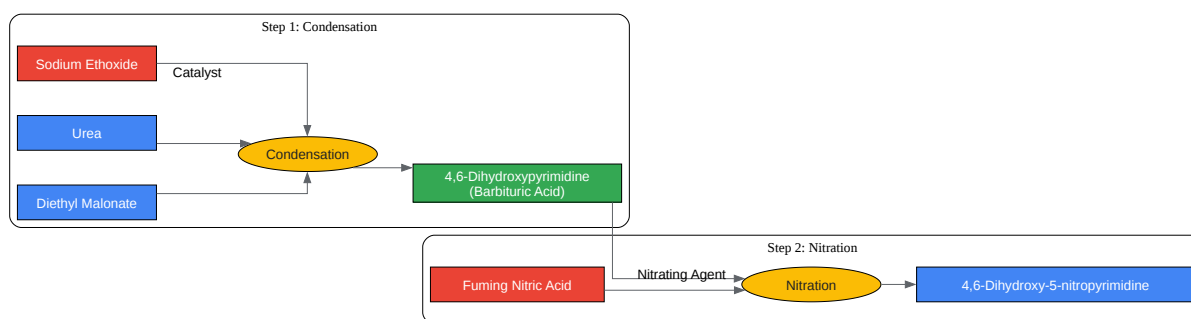 Step 1: Condensation
Sodium Ethoxide
Catalyst
Urea
Condensation
4,6-Dihydroxypyrimidine
(Barbituric Acid)
Diethyl Malonate
Step 2: Nitration
Fuming Nitric Acid
Nitrating Agent
Nitration
4,6-Dihydroxy-5-nitropyrimidine